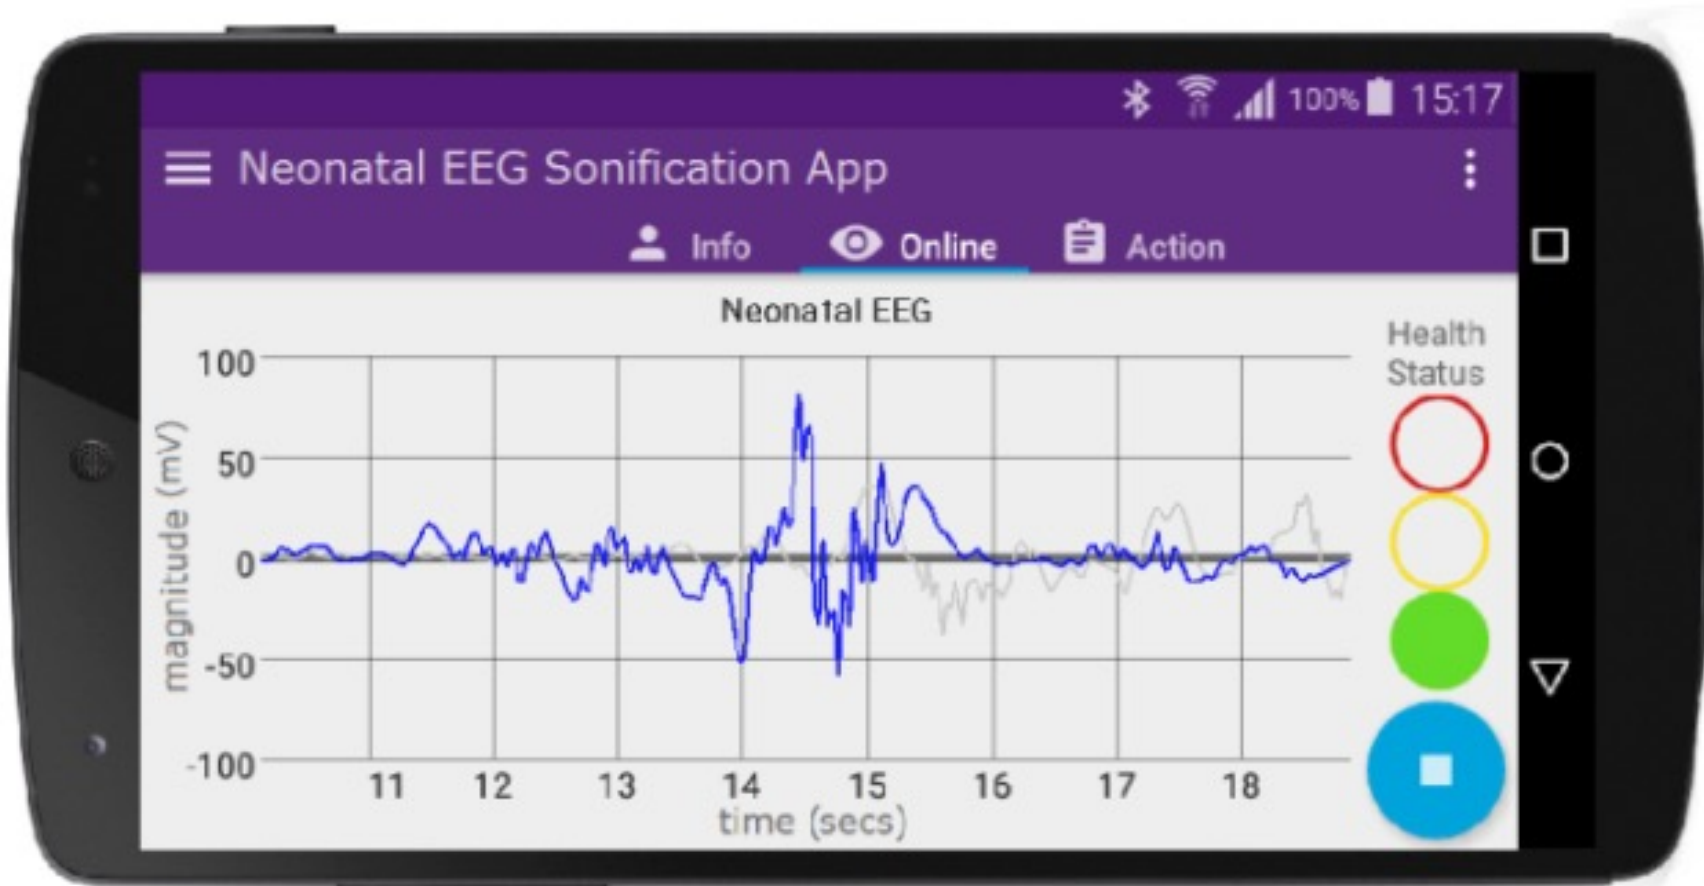 100% 15:17
Neonatal EEG Sonification App
Info Online Action
Neonatal EEG
Health
Status
100
50
0
-50
-100
magnitude (mV)
11 12 13 14 15 16 17 18
time (secs)